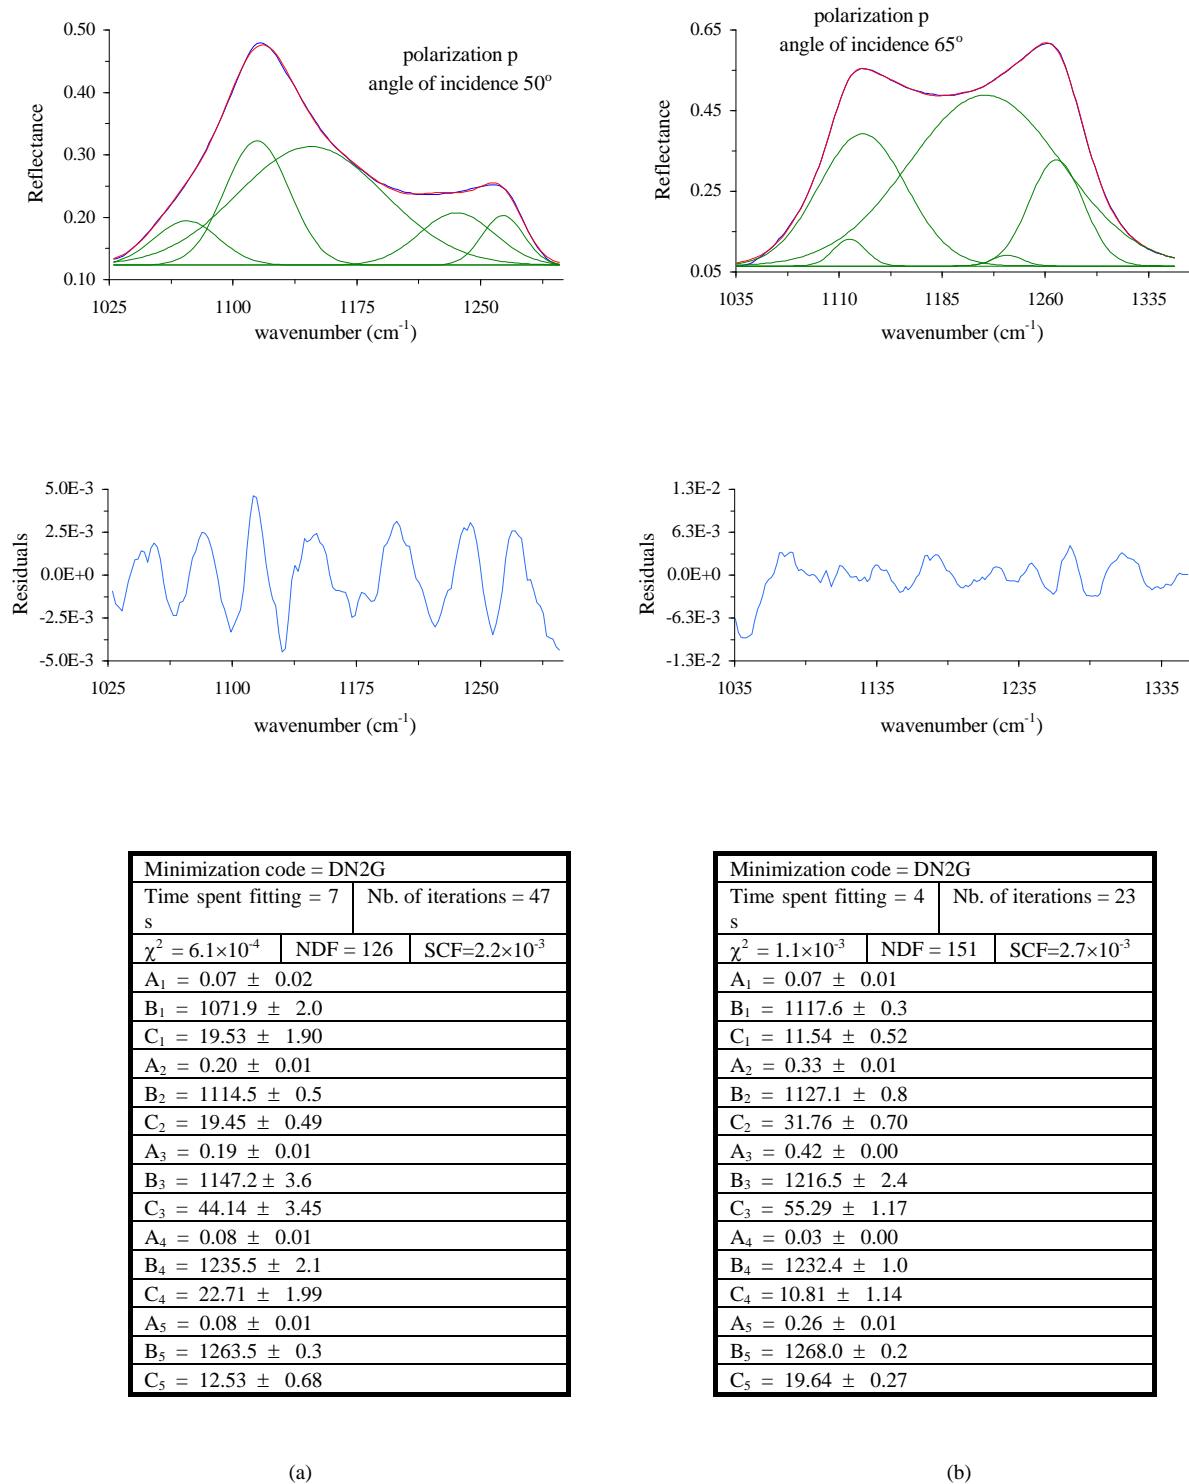 polarization p
angle of incidence 50°
0.50
0.40
0.30
0.20
0.10
Reflectance
1025
1100
1175
1250
wavenumber (cm⁻¹)
polarization p
angle of incidence 65°
0.65
0.45
0.25
0.05
Reflectance
1035
1110
1185
1260
1335
wavenumber (cm⁻¹)
5.0E-3
2.5E-3
0.0E+0
-2.5E-3
-5.0E-3
Residuals
1025
1100
1175
1250
wavenumber (cm⁻¹)
1.3E-2
6.3E-3
0.0E+0
-6.3E-3
-1.3E-2
Residuals
1035
1135
1235
1335
wavenumber (cm⁻¹)
Minimization code = DN2G
Time spent fitting = 7
s
Nb. of iterations = 47
χ² = 6.1×10⁻⁴
NDF = 126
SCF=2.2×10⁻³
A₁ = 0.07 ± 0.02
B₁ = 1071.9 ± 2.0
C₁ = 19.53 ± 1.90
A₂ = 0.20 ± 0.01
B₂ = 1114.5 ± 0.5
C₂ = 19.45 ± 0.49
A₃ = 0.19 ± 0.01
B₃ = 1147.2 ± 3.6
C₃ = 44.14 ± 3.45
A₄ = 0.08 ± 0.01
B₄ = 1235.5 ± 2.1
C₄ = 22.71 ± 1.99
A₅ = 0.08 ± 0.01
B₅ = 1263.5 ± 0.3
C₅ = 12.53 ± 0.68
Minimization code = DN2G
Time spent fitting = 4
s
Nb. of iterations = 23
χ² = 1.1×10⁻³
NDF = 151
SCF=2.7×10⁻³
A₁ = 0.07 ± 0.01
B₁ = 1117.6 ± 0.3
C₁ = 11.54 ± 0.52
A₂ = 0.33 ± 0.01
B₂ = 1127.1 ± 0.8
C₂ = 31.76 ± 0.70
A₃ = 0.42 ± 0.00
B₃ = 1216.5 ± 2.4
C₃ = 55.29 ± 1.17
A₄ = 0.03 ± 0.00
B₄ = 1232.4 ± 1.0
C₄ = 10.81 ± 1.14
A₅ = 0.26 ± 0.01
B₅ = 1268.0 ± 0.2
C₅ = 19.64 ± 0.27
(a)
(b)